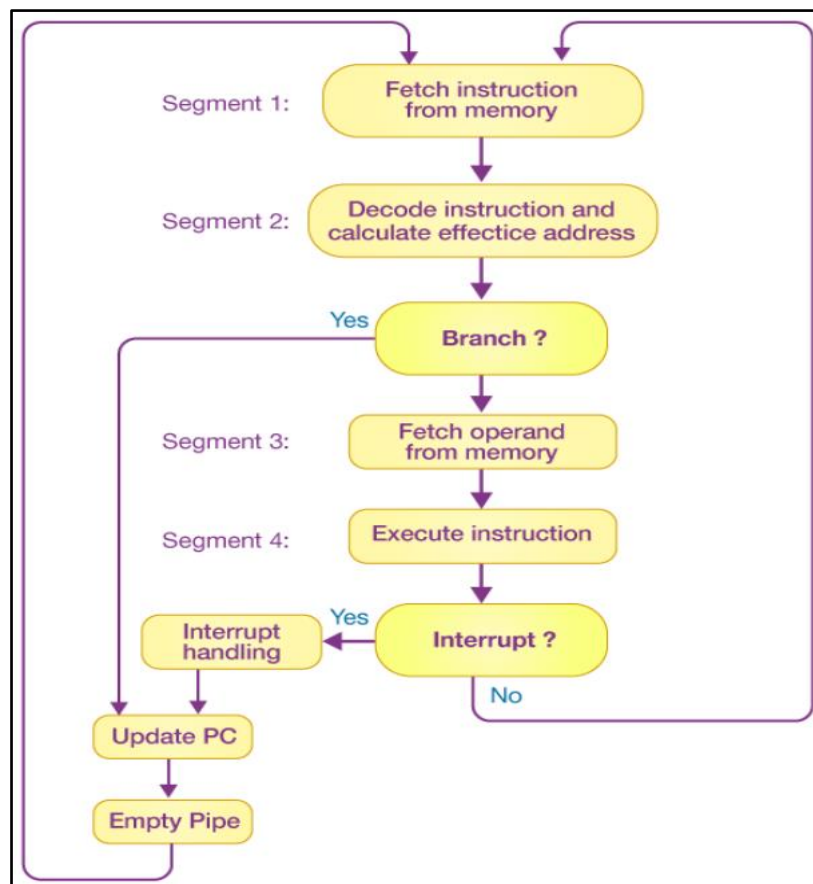 Segment 1:
Fetch instruction
from memory
Segment 2:
Decode instruction and
calculate effectice address
Yes
Branch ?
Segment 3:
Fetch operand
from memory
Segment 4:
Execute instruction
Yes
Interrupt ?
Interrupt
handling
No
Update PC
Empty Pipe